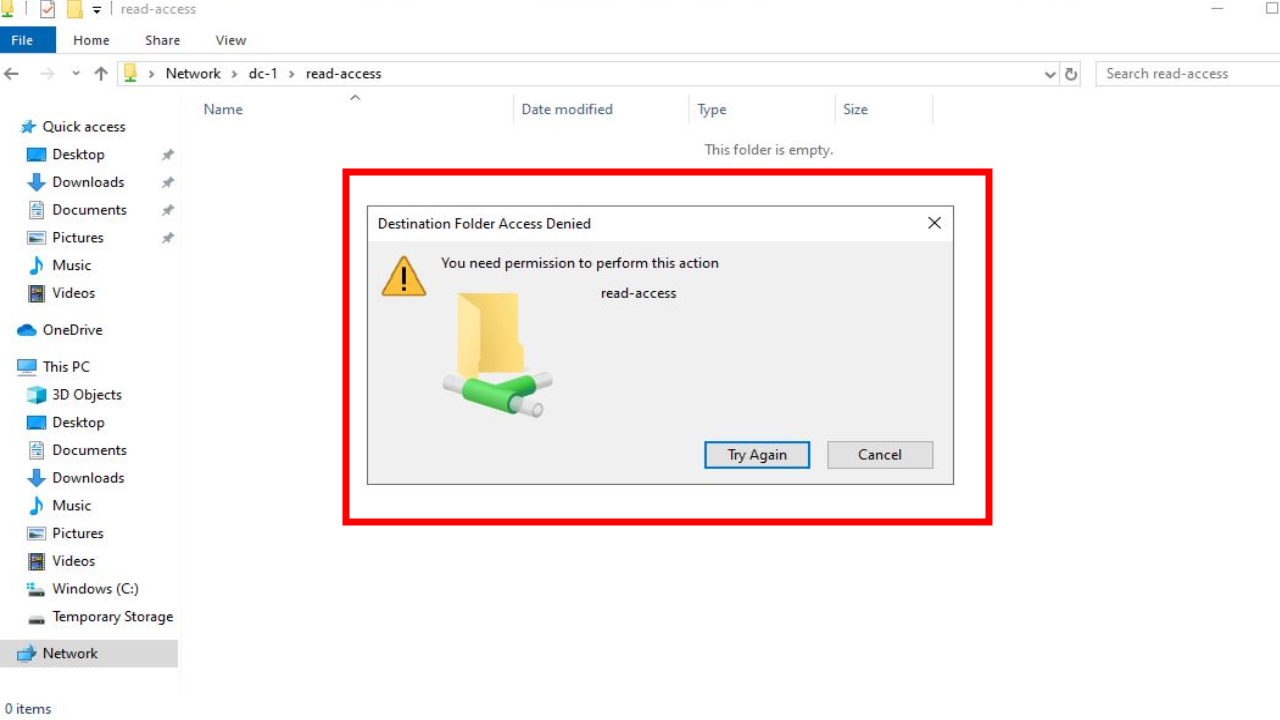 read-access
File Home Share View
Network dc-1 read-access Search read-access
Name Date modified Type Size
This folder is empty.
Quick access
Desktop
Downloads
Documents
Pictures
Music
Videos
OneDrive
This PC
3D Objects
Desktop
Documents
Downloads
Music
Pictures
Videos
Windows (C:)
Temporary Storage
Network
Destination Folder Access Denied
You need permission to perform this action
read-access
Try Again Cancel
0 items